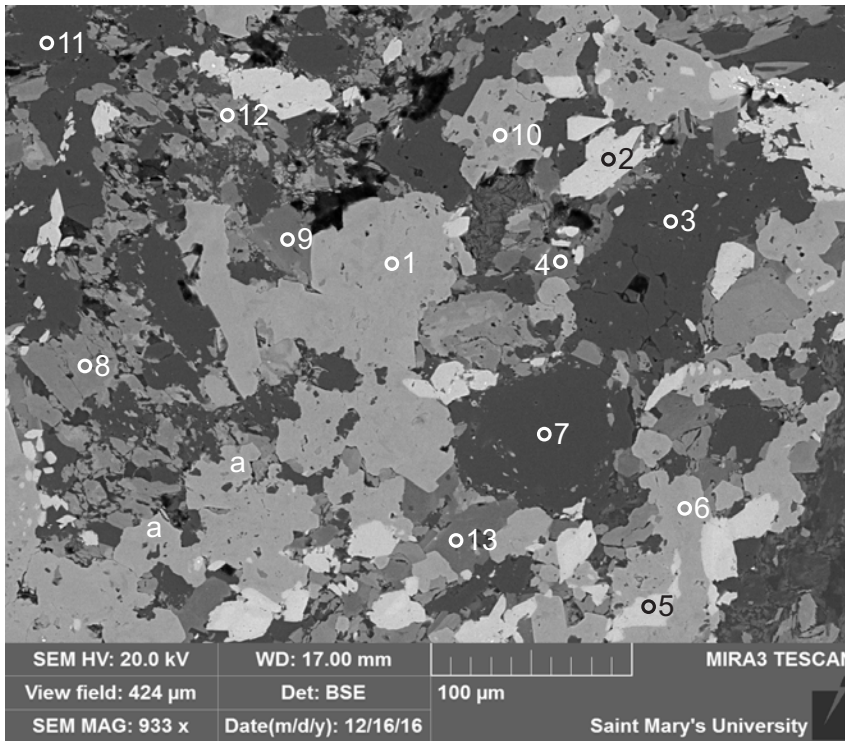 11
12
10
2
3
9
1
4
8
7
a
6
a
13
5
SEM HV: 20.0 kV WD: 17.00 mm MIRA3 TESCAN
View field: 424 µm Det: BSE 100 µm
SEM MAG: 933 x Date(m/d/y): 12/16/16 Saint Mary's University